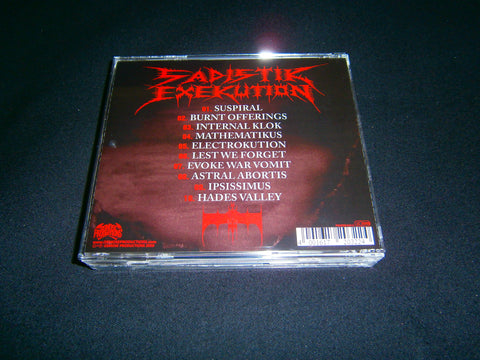 SADISTIK
EXEKUTION
01. SUSPIRAL
02. BURNT OFFERINGS
03. INTERNAL KLOK
04. MATHEMATIKUS
05. ELECTROKUTION
06. LEST WE FORGET
07. EVOKE WAR VOMIT
08. ASTRAL ABORTIS
09. IPSISSIMUS
10. HADES VALLEY